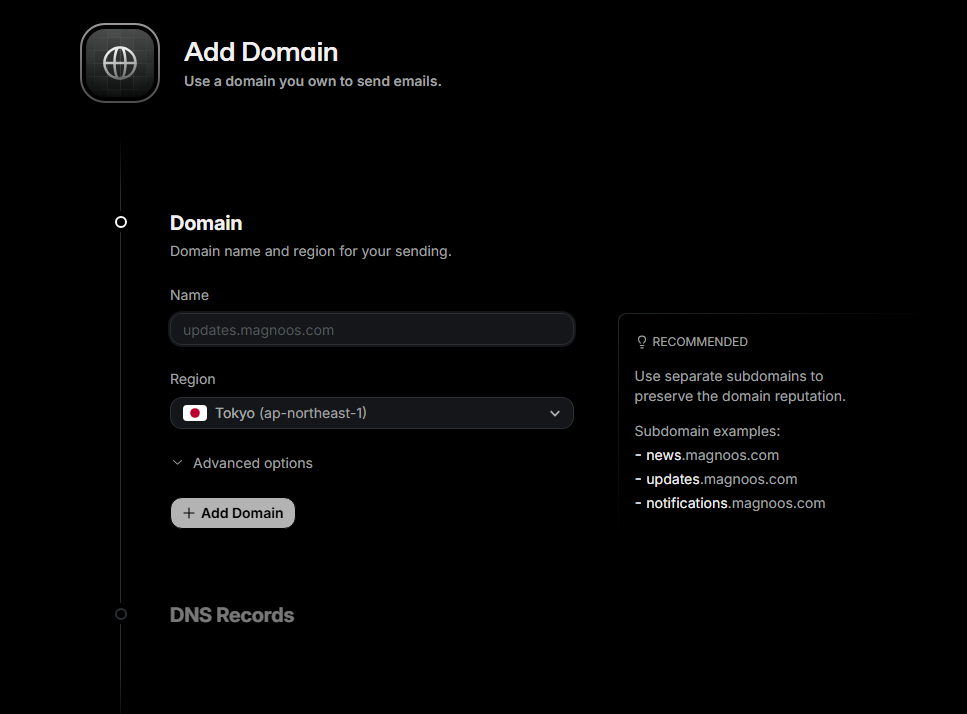 Add Domain
Use a domain you own to send emails.
Domain
Domain name and region for your sending.
Name
updates.magnoos.com
Region
Tokyo (ap-northeast-1)
Advanced options
+ Add Domain
RECOMMENDED
Use separate subdomains to
preserve the domain reputation.
Subdomain examples:
- news.magnoos.com
- updates.magnoos.com
- notifications.magnoos.com
DNS Records